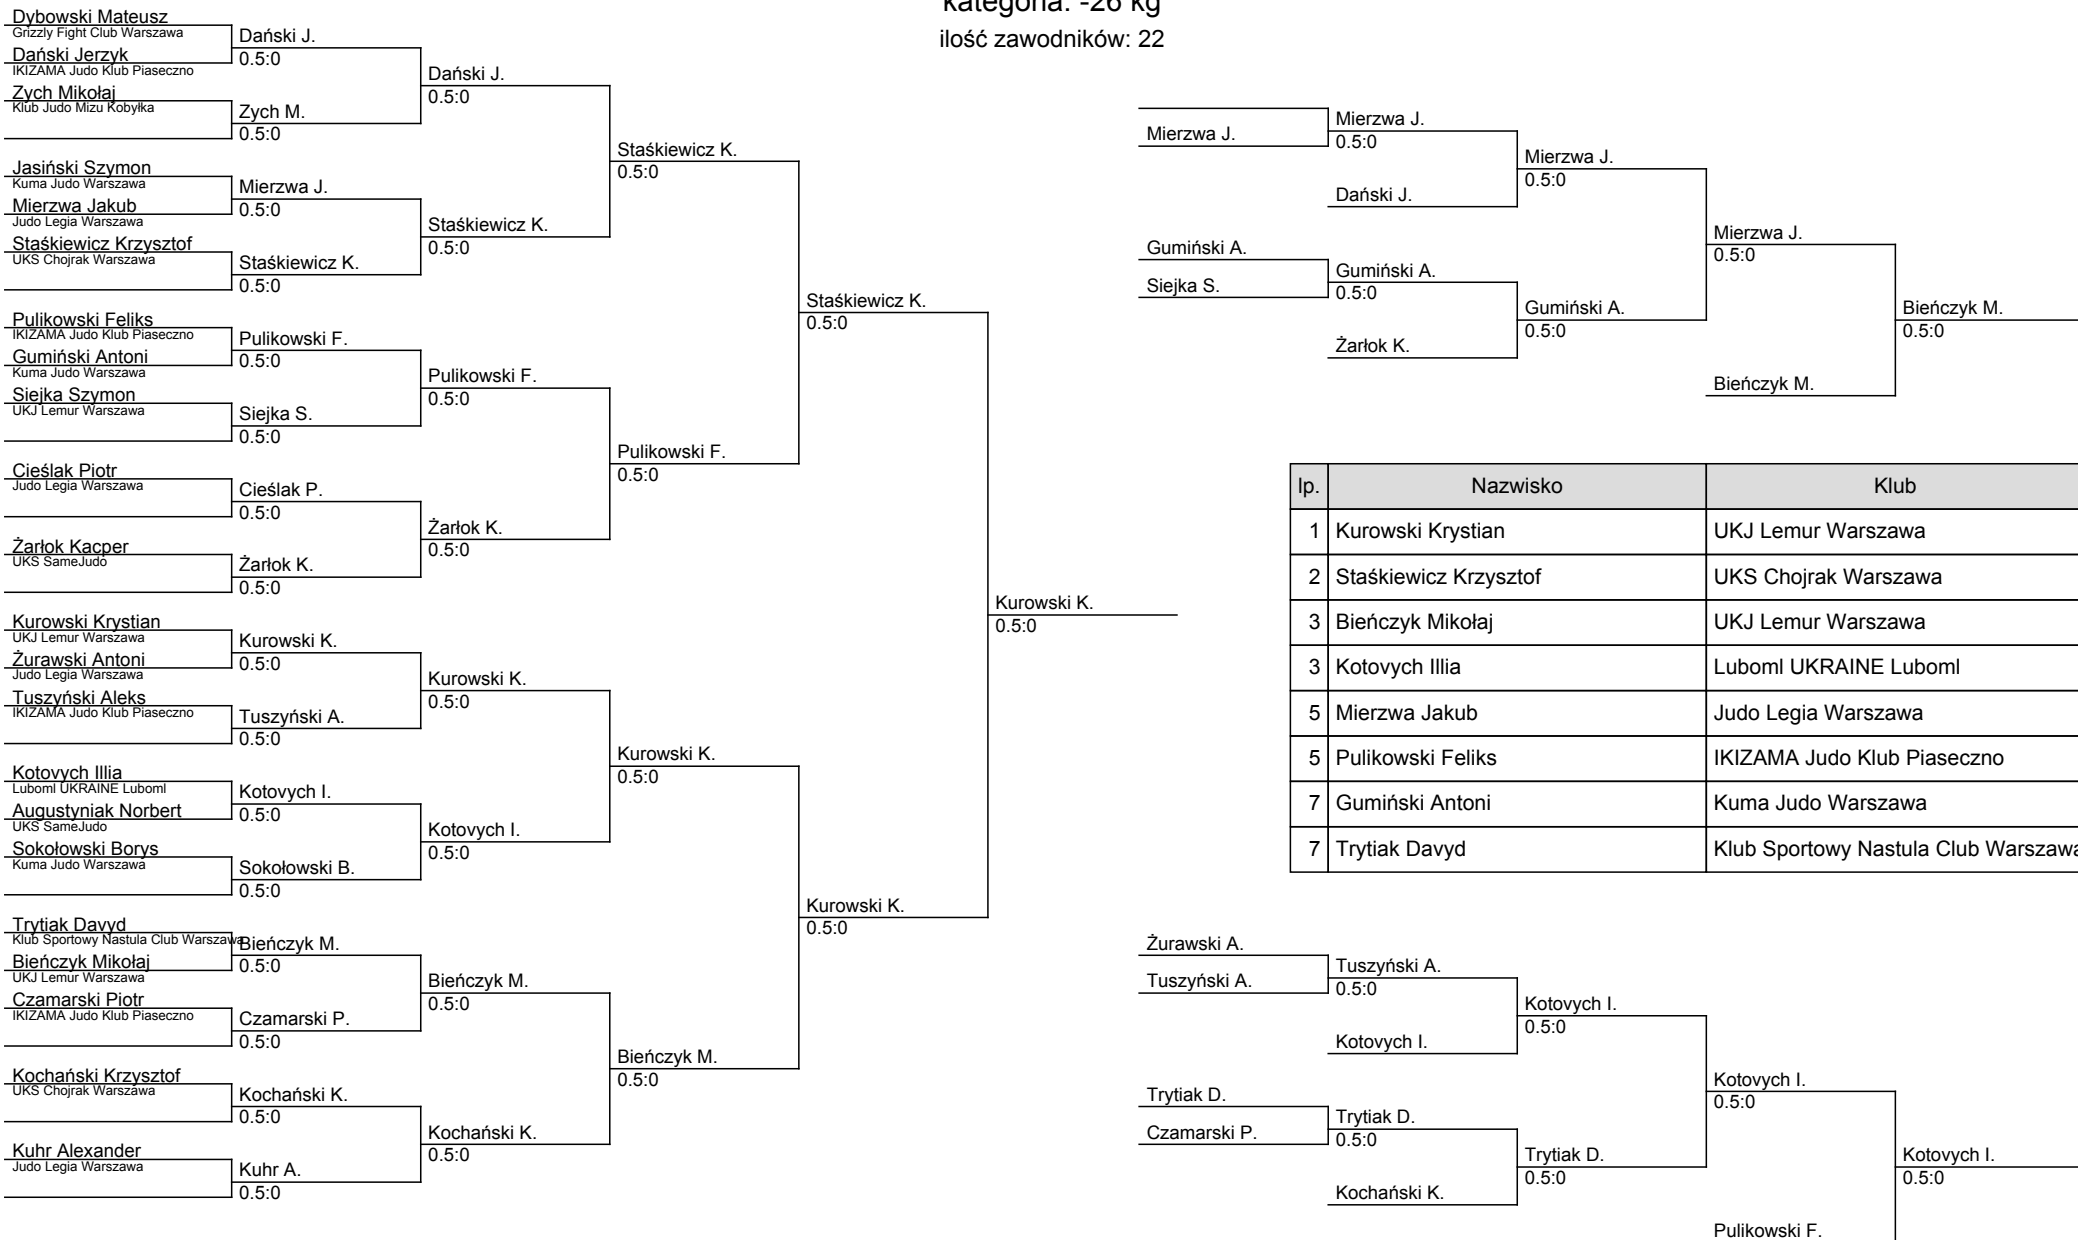 kategoria: -26 kg
ilość zawodników: 22
Dybowski Mateusz
Grizzly Fight Club Warszawa
Dański Jerzyk
IKIZAMA Judo Klub Piaseczno
Zych Mikołaj
Klub Judo Mizu Kobyłka
Jasiński Szymon
Kuma Judo Warszawa
Mierzwa Jakub
Judo Legia Warszawa
Staśkiewicz Krzysztof
UKS Chojrak Warszawa
Pulikowski Feliks
IKIZAMA Judo Klub Piaseczno
Gumiński Antoni
Kuma Judo Warszawa
Siejka Szymon
UKJ Lemur Warszawa
Cieślak Piotr
Judo Legia Warszawa
Żarłok Kacper
UKS SameJudo
Kurowski Krystian
UKJ Lemur Warszawa
Żurawski Antoni
Judo Legia Warszawa
Tuszyński Aleks
IKIZAMA Judo Klub Piaseczno
Kotovych Illia
Luboml UKRAINE Luboml
Augustyniak Norbert
UKS SameJudo
Sokołowski Borys
Kuma Judo Warszawa
Trytiak Davyd
Klub Sportowy Nastula Club Warszawa
Bieńczyk Mikołaj
UKJ Lemur Warszawa
Czamarski Piotr
IKIZAMA Judo Klub Piaseczno
Kochański Krzysztof
UKS Chojrak Warszawa
Kuhr Alexander
Judo Legia Warszawa
Dański J.
0.5:0
Zych M.
0.5:0
Mierzwa J.
0.5:0
Staśkiewicz K.
0.5:0
Pulikowski F.
0.5:0
Siejka S.
0.5:0
Cieślak P.
0.5:0
Żarłok K.
0.5:0
Kurowski K.
0.5:0
Tuszyński A.
0.5:0
Kotovych I.
0.5:0
Sokołowski B.
0.5:0
Bieńczyk M.
0.5:0
Czamarski P.
0.5:0
Kochański K.
0.5:0
Kuhr A.
0.5:0
Dański J.
0.5:0
Staśkiewicz K.
0.5:0
Pulikowski F.
0.5:0
Żarłok K.
0.5:0
Kurowski K.
0.5:0
Kotovych I.
0.5:0
Bieńczyk M.
0.5:0
Kochański K.
0.5:0
Staśkiewicz K.
0.5:0
Pulikowski F.
0.5:0
Kurowski K.
0.5:0
Bieńczyk M.
0.5:0
Staśkiewicz K.
0.5:0
Kurowski K.
0.5:0
Kurowski K.
0.5:0
Mierzwa J.
Gumiński A.
Siejka S.
Mierzwa J.
0.5:0
Dański J.
Gumiński A.
0.5:0
Żarłok K.
Mierzwa J.
0.5:0
Gumiński A.
0.5:0
Mierzwa J.
0.5:0
Bieńczyk M.
Bieńczyk M.
0.5:0
lp. Nazwisko Klub
1 Kurowski Krystian UKJ Lemur Warszawa
2 Staśkiewicz Krzysztof UKS Chojrak Warszawa
3 Bieńczyk Mikołaj UKJ Lemur Warszawa
3 Kotovych Illia Luboml UKRAINE Luboml
5 Mierzwa Jakub Judo Legia Warszawa
5 Pulikowski Feliks IKIZAMA Judo Klub Piaseczno
7 Gumiński Antoni Kuma Judo Warszawa
7 Trytiak Davyd Klub Sportowy Nastula Club Warszawa
Żurawski A.
Tuszyński A.
Trytiak D.
Czamarski P.
Tuszyński A.
0.5:0
Kotovych I.
Trytiak D.
0.5:0
Kochański K.
Kotovych I.
0.5:0
Trytiak D.
0.5:0
Kotovych I.
0.5:0
Pulikowski F.
Kotovych I.
0.5:0